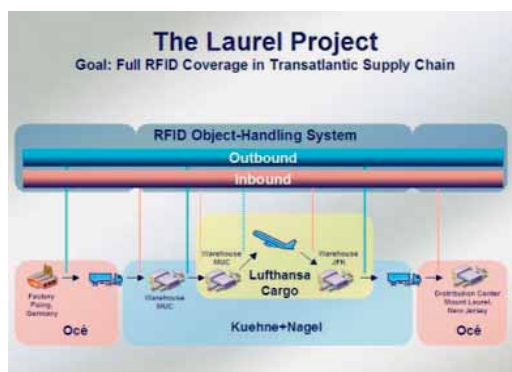 The Laurel Project
Goal: Full RFID Coverage in Transatlantic Supply Chain
RFID Object-Handling System
Outbound
Inbound
Warehouse
MUC
Warehouse
JFK
Lufthansa
Cargo
Factory
Poing,
Germany
Warehouse
MUC
Distribution Center
Mount Laurel,
New Jersey
Océ
Kuehne+Nagel
Océ